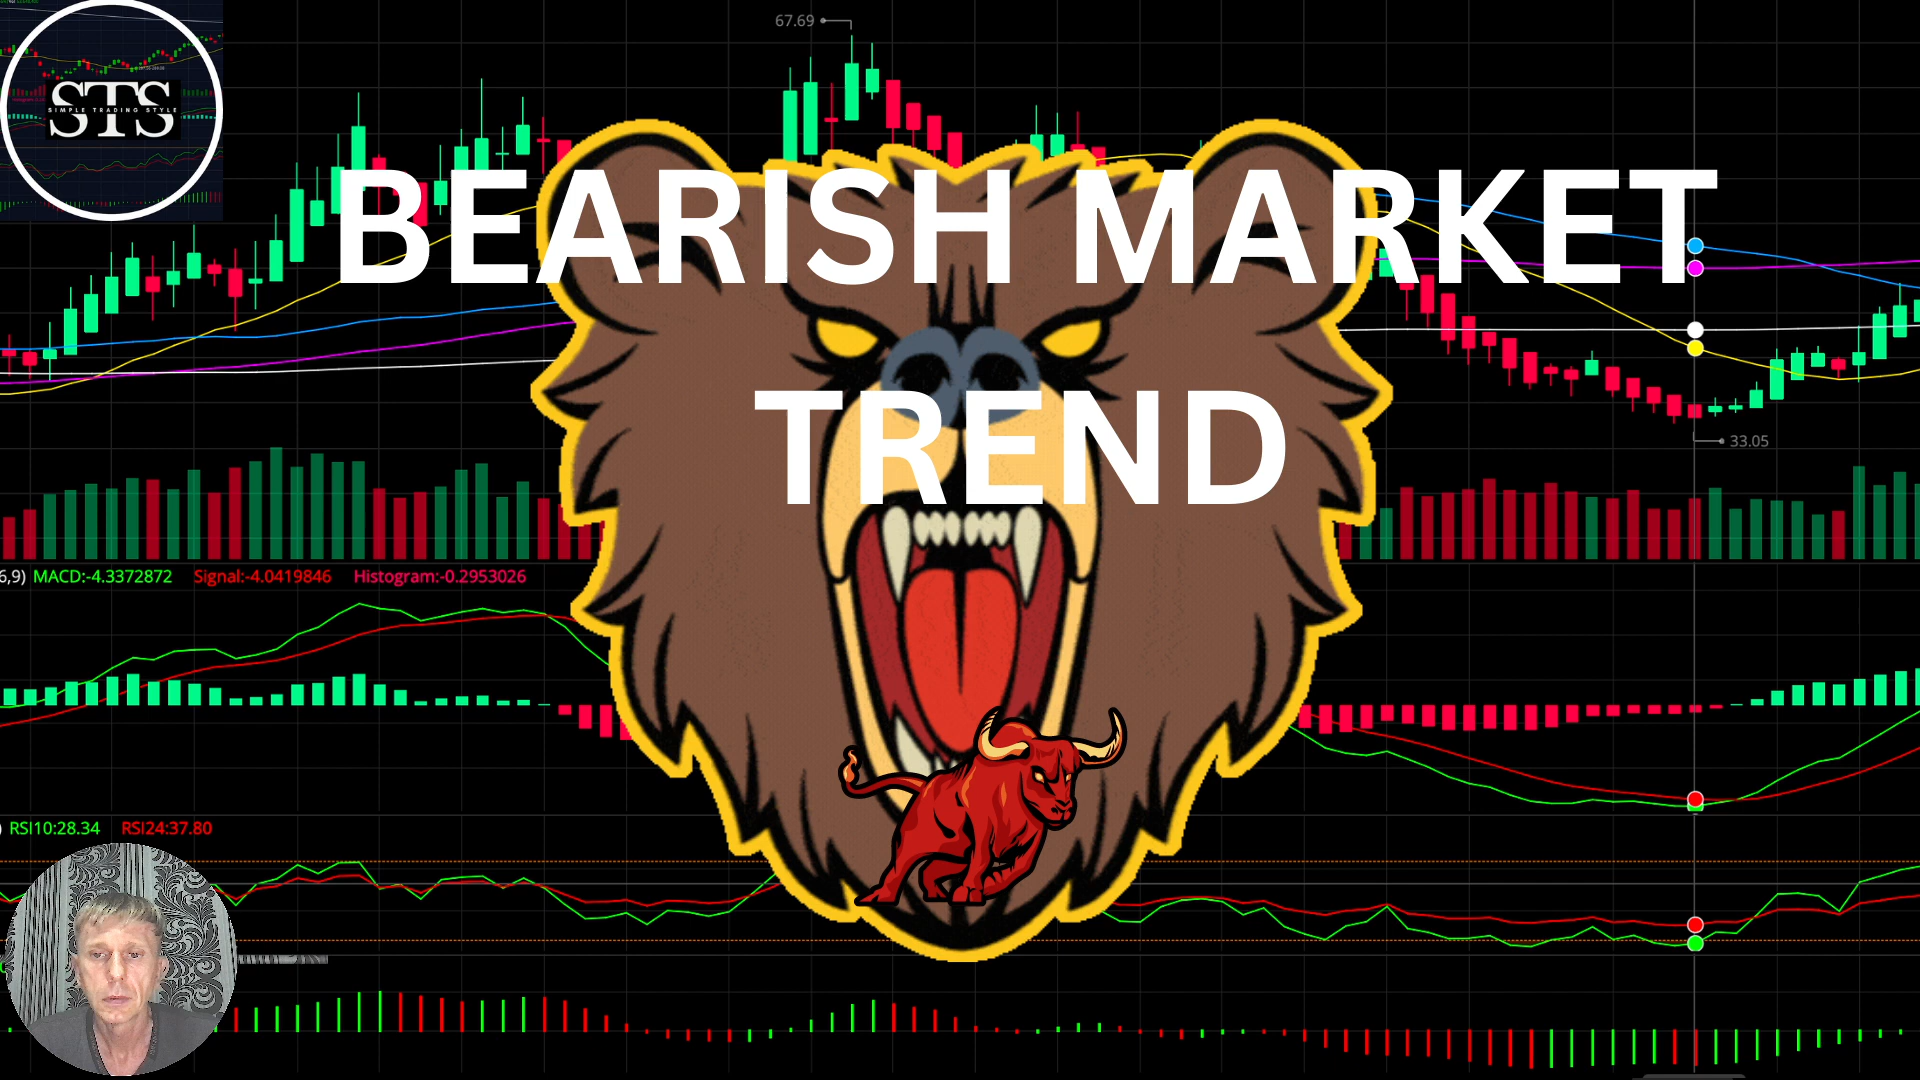 67.69
STS
SIMPLE TRADING STYLE
BEARISH MARKET
TREND
33.05
6,9) MACD:-4.3372872 Signal:-4.0419846 Histogram:-0.2953026
) RSI10:28.34 RSI24:37.80